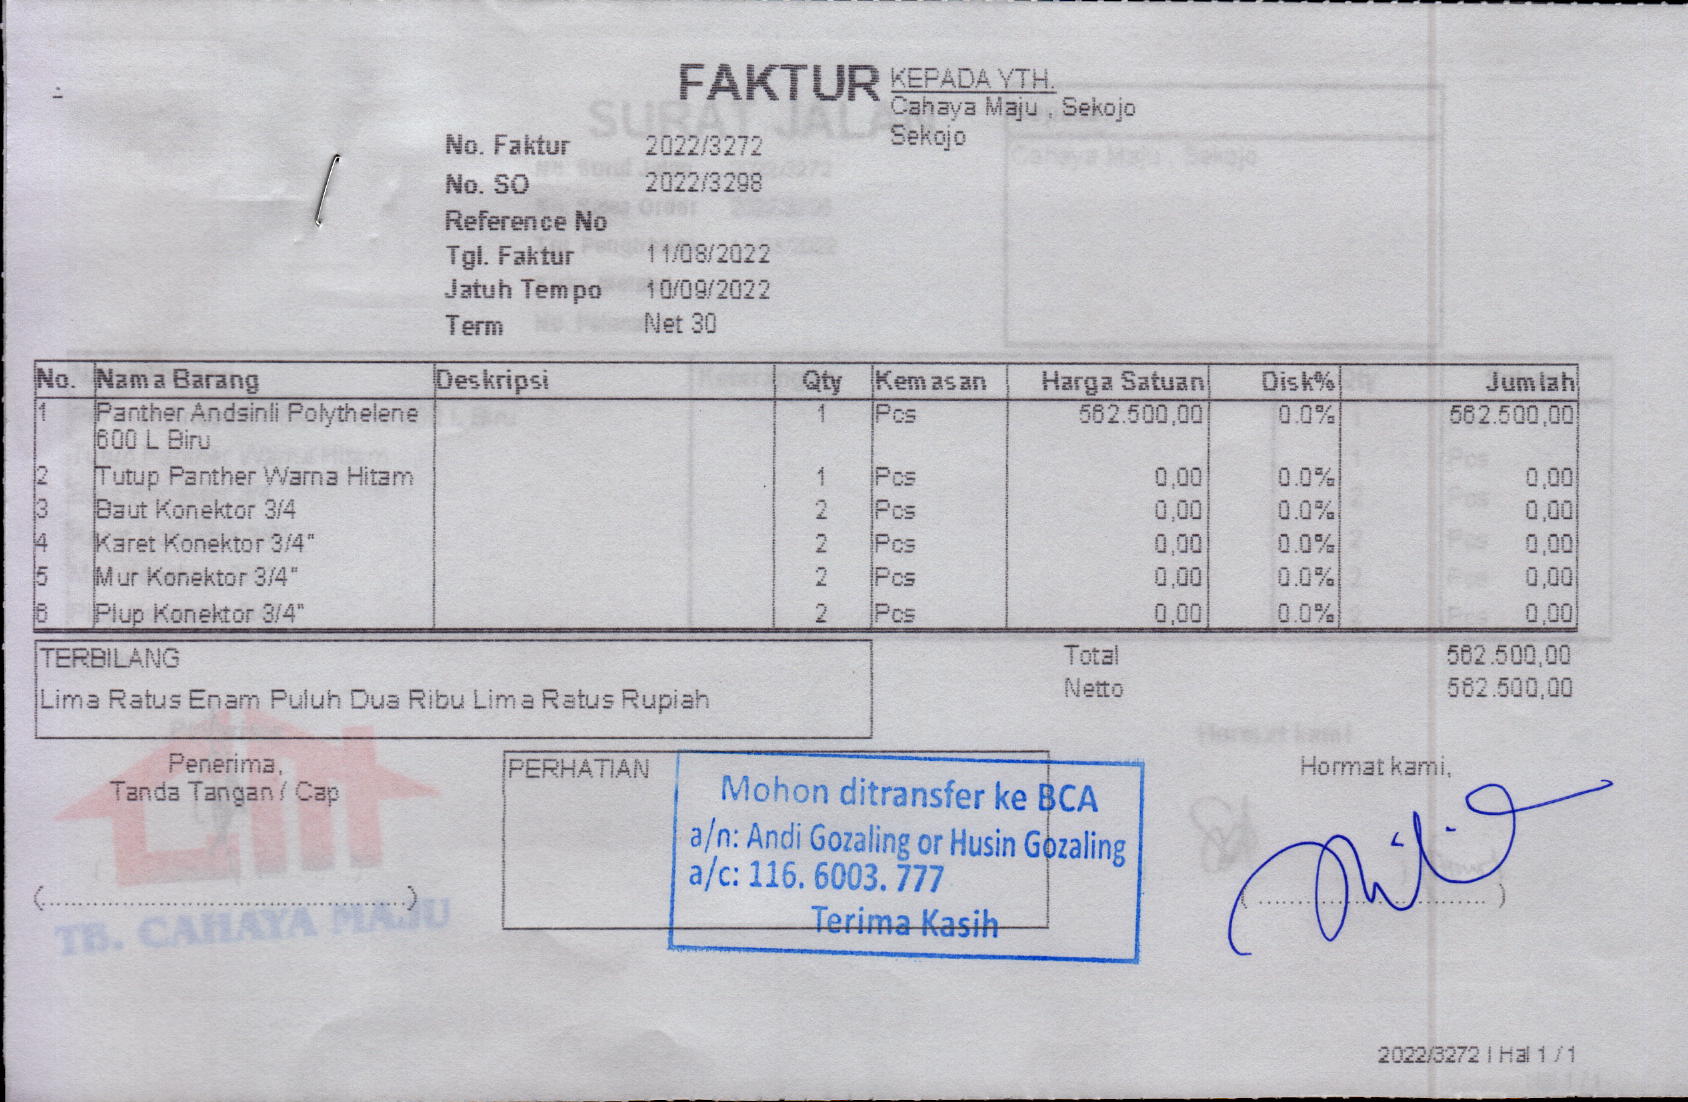 FAKTUR
KEPADA YTH.
Cahaya Maju , Sekojo
Sekojo
No. Faktur 2022/3272
No. SO 2022/3298
Reference No
Tgl. Faktur 11/08/2022
Jatuh Tempo 10/09/2022
Term Net 30
No. Nama Barang Deskripsi Qty Kemasan Harga Satuan Disk% Jumlah
1 Panther Andsinli Polythelene 1 Pcs 562.500,00 0.0% 562.500,00
600 L Biru
2 Tutup Panther Warna Hitam 1 Pcs 0,00 0.0% 0,00
3 Baut Konektor 3/4 2 Pcs 0,00 0.0% 0,00
4 Karet Konektor 3/4" 2 Pcs 0,00 0.0% 0,00
5 Mur Konektor 3/4" 2 Pcs 0,00 0.0% 0,00
6 Plup Konektor 3/4" 2 Pcs 0,00 0.0% 0,00
TERBILANG
Lima Ratus Enam Puluh Dua Ribu Lima Ratus Rupiah
Total 562.500,00
Netto 562.500,00
Penerima,
Tanda Tangan / Cap
(..................................................)
TB. CAHAYA MAJU
PERHATIAN
Mohon ditransfer ke BCA
a/n: Andi Gozaling or Husin Gozaling
a/c: 116. 6003. 777
Terima Kasih
Hormat kami,
( ................................ )
2022/3272 | Hal 1 / 1